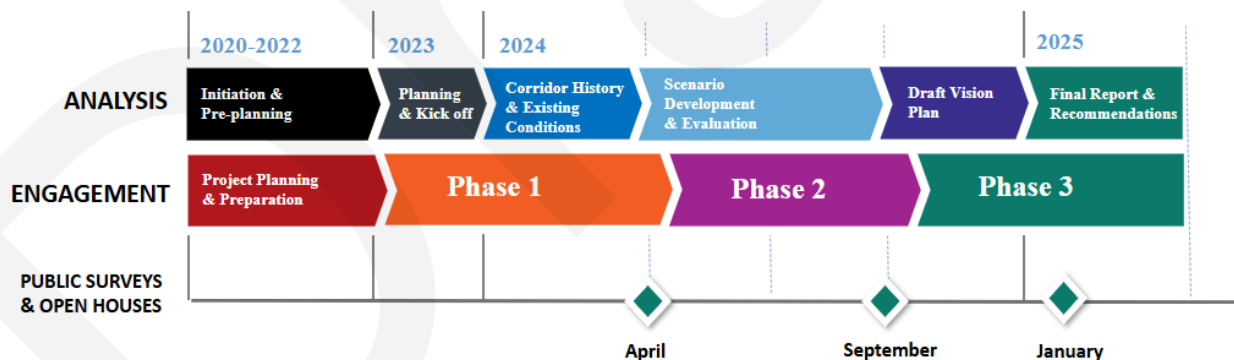 2020-2022
2023
2024
2025
ANALYSIS
Initiation &
Pre-planning
Planning
& Kick off
Corridor History
& Existing
Conditions
Scenario
Development
& Evaluation
Draft Vision
Plan
Final Report &
Recommendations
ENGAGEMENT
Project Planning
& Preparation
Phase 1
Phase 2
Phase 3
PUBLIC SURVEYS
& OPEN HOUSES
April
September
January